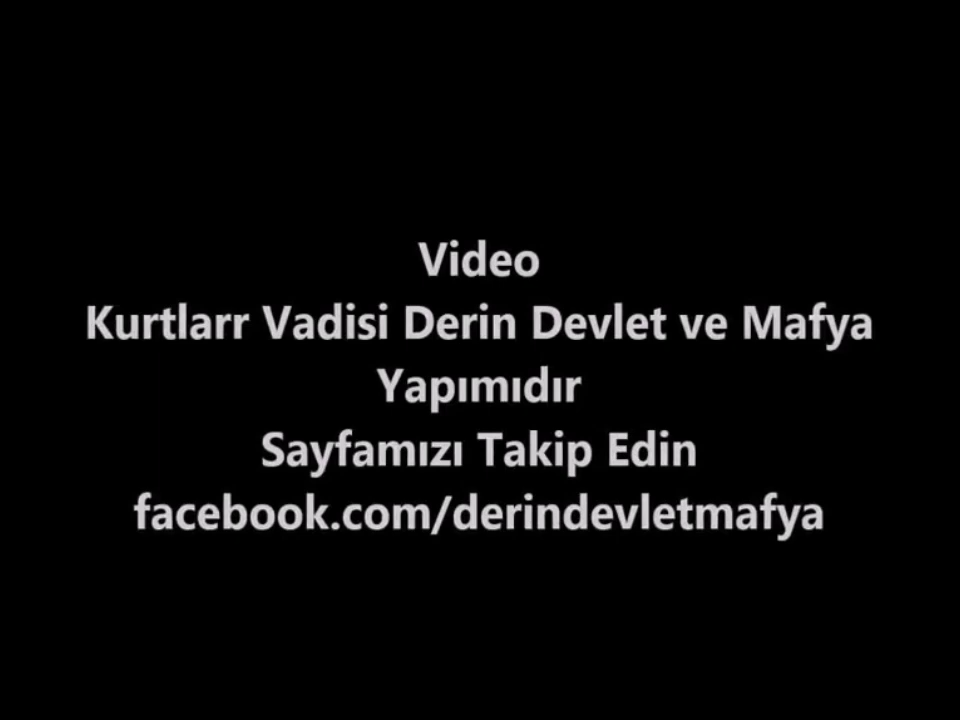 Video
Kurtlarr Vadisi Derin Devlet ve Mafya
Yapımıdır
Sayfamızı Takip Edin
facebook.com/derindevletmafya